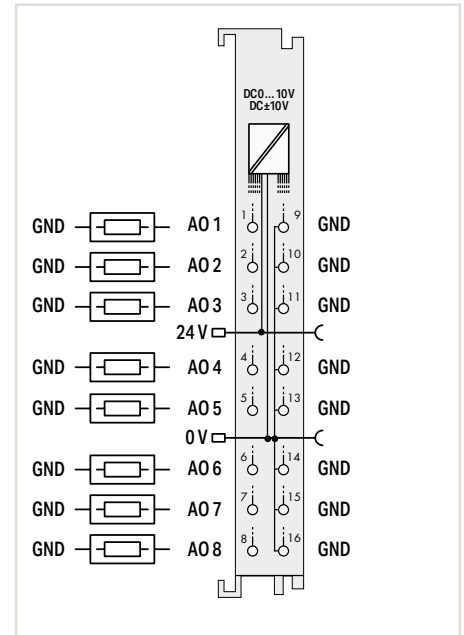 DC0...10V
DC±10V
GND AO 1 1 9 GND
GND AO 2 2 10 GND
GND AO 3 3 11 GND
24 V
GND AO 4 4 12 GND
GND AO 5 5 13 GND
0 V
GND AO 6 6 14 GND
GND AO 7 7 15 GND
GND AO 8 8 16 GND